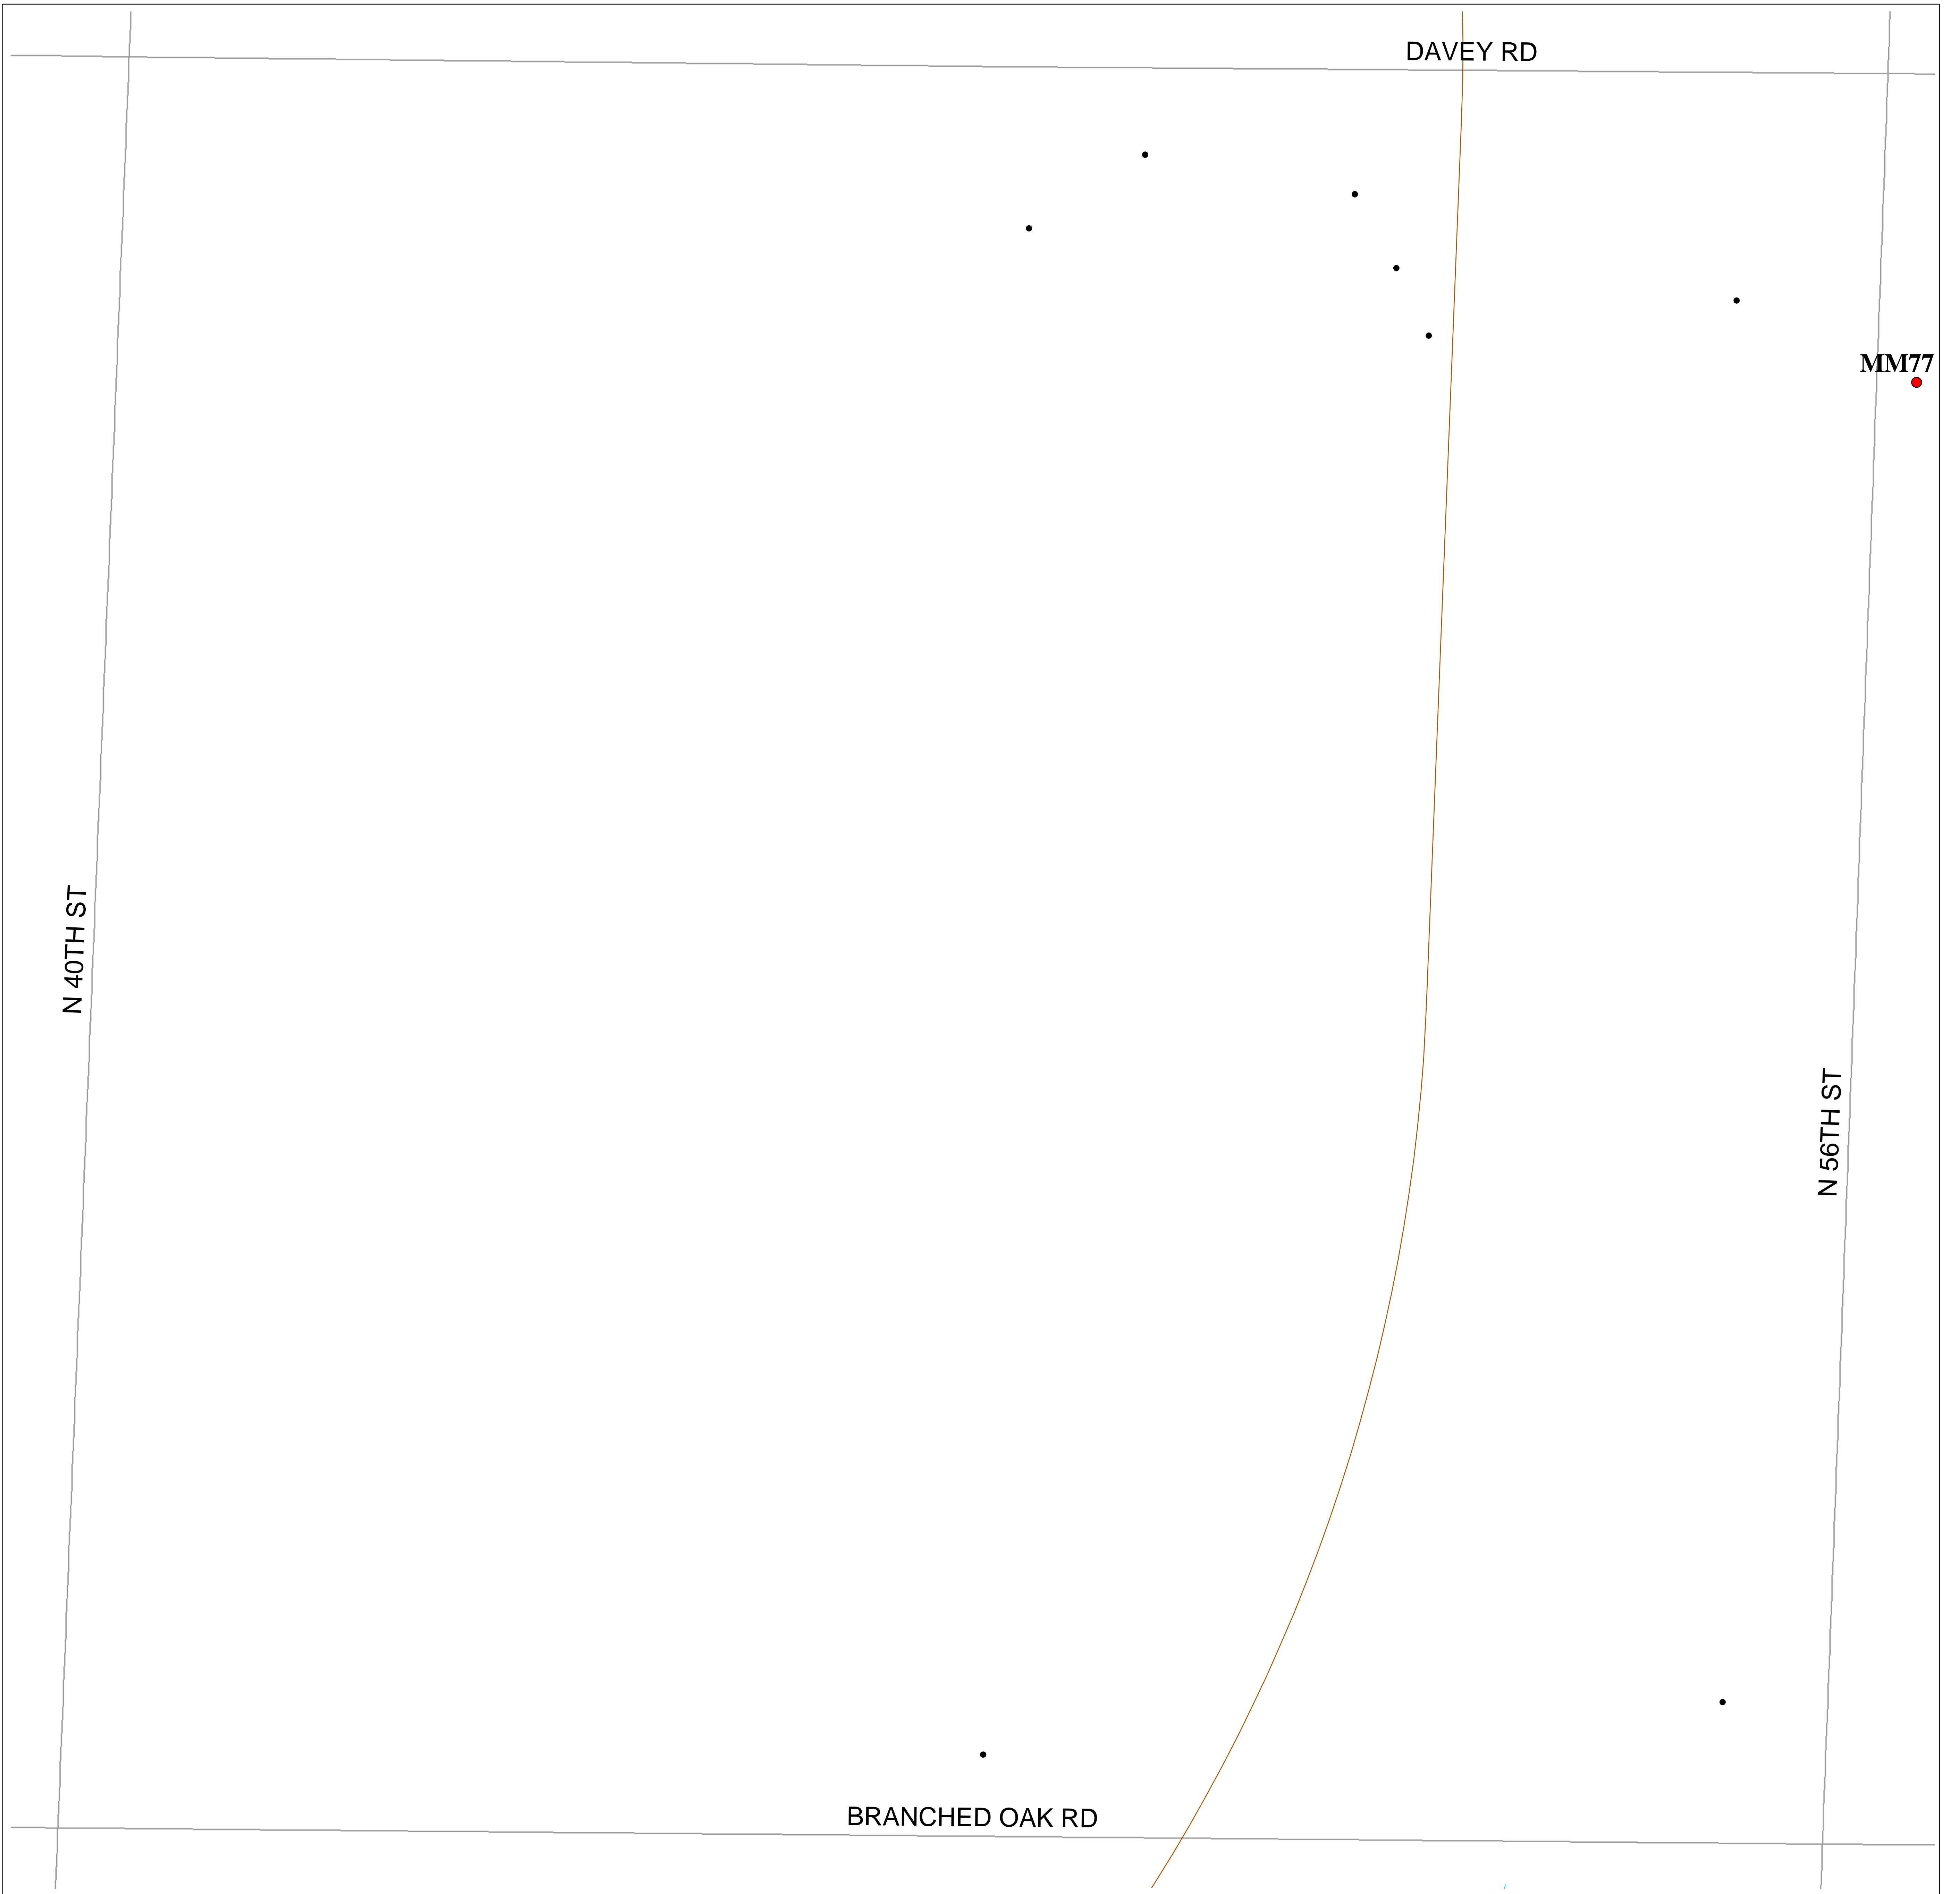 DAVEY RD
MM77
N 40TH ST
N 56TH ST
BRANCHED OAK RD